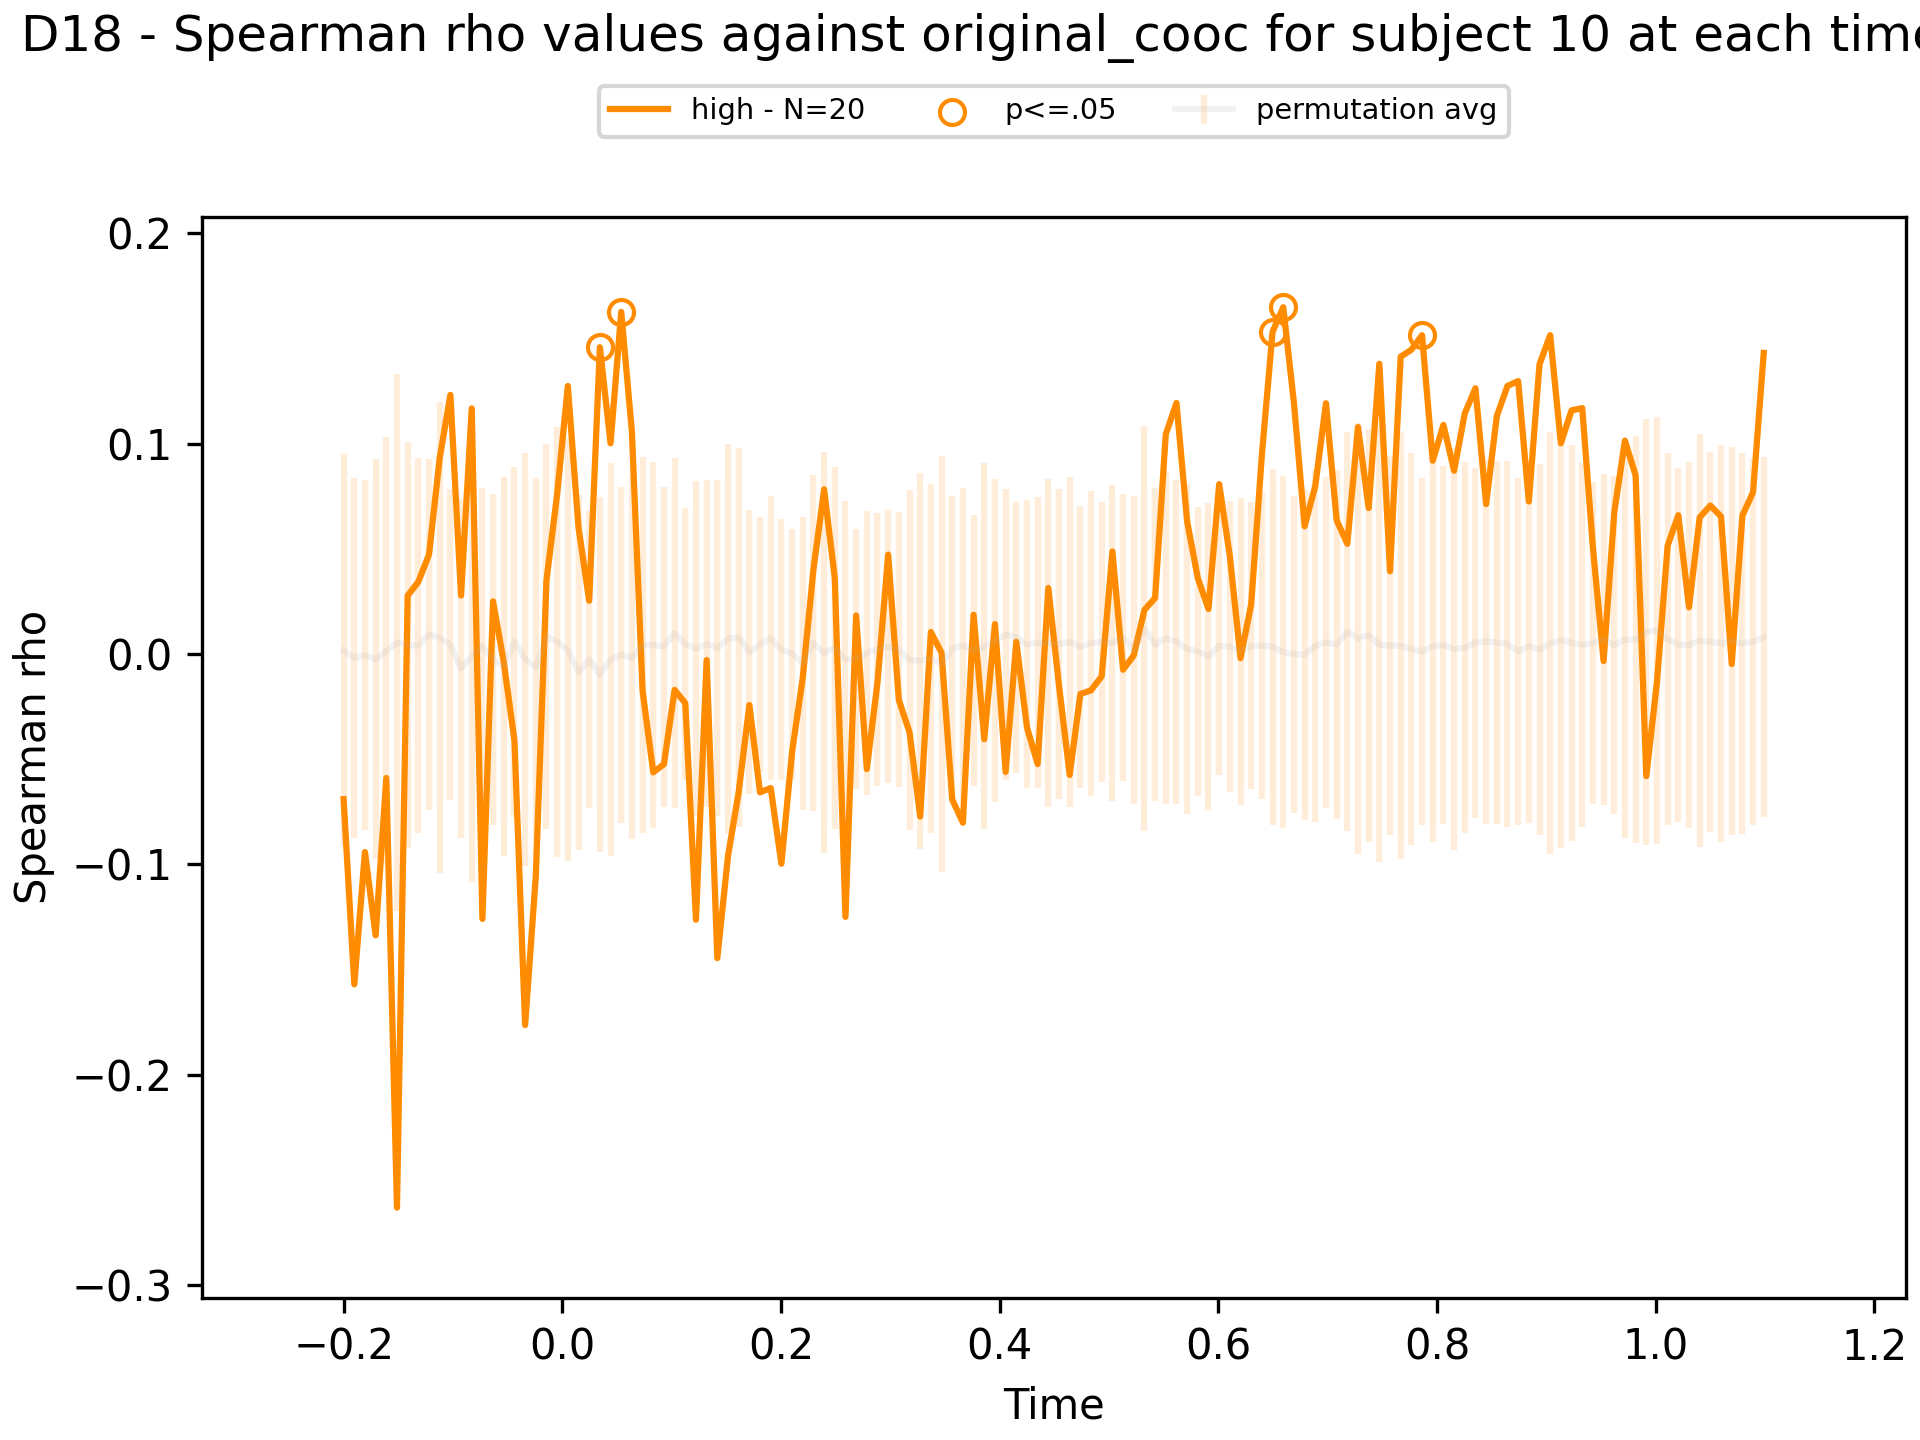 D18 - Spearman rho values against original_cooc for subject 10 at each time
high - N=20 p<=.05 permutation avg
0.2
0.1
0.0
−0.1
−0.2
−0.3
Spearman rho
−0.2 0.0 0.2 0.4 0.6 0.8 1.0 1.2
Time